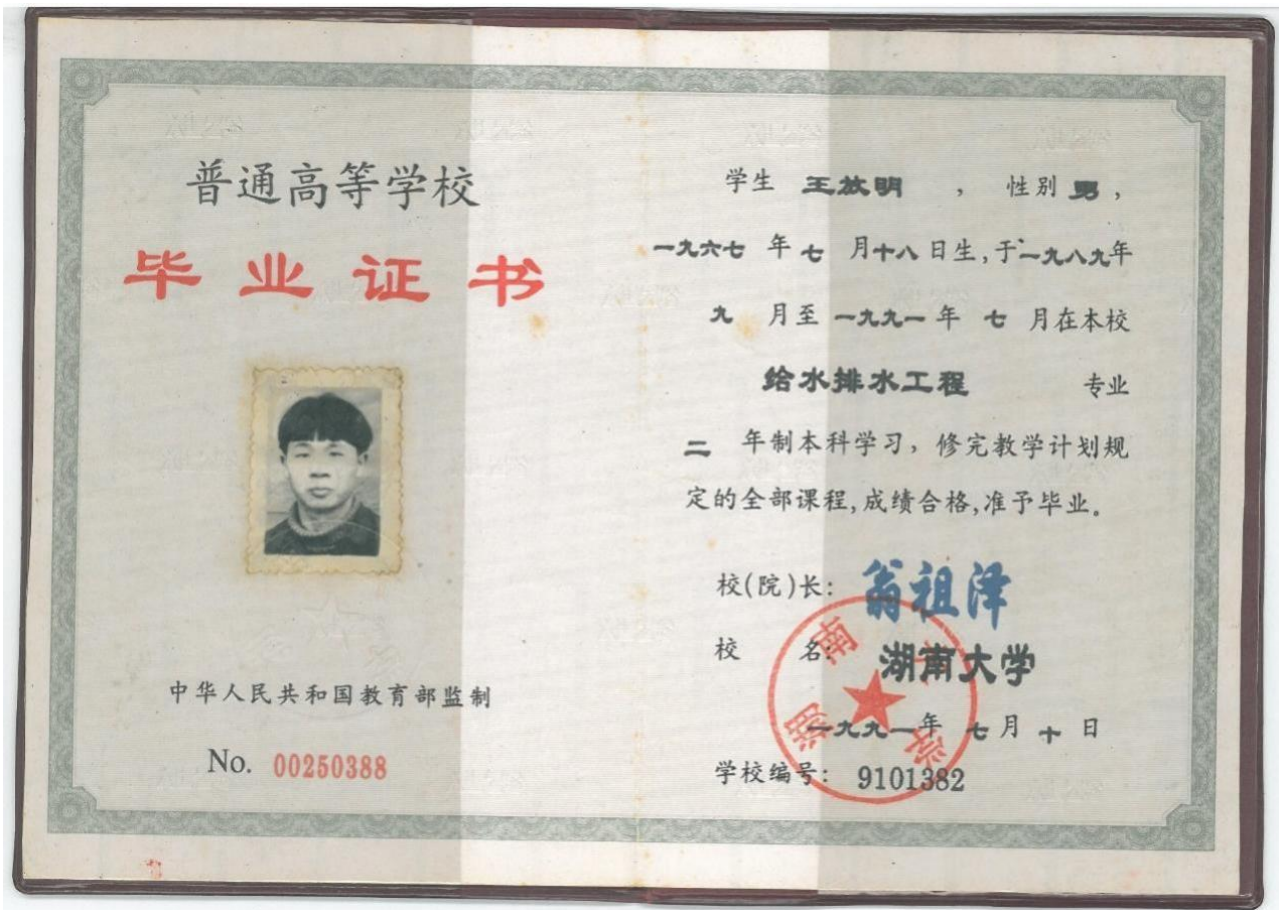 普通高等学校
毕业证书
中华人民共和国教育部监制
No. 00250388
学生 王放明 ， 性别 男，
一九六七 年 七 月十八日生,于一九八九年
九 月至 一九九一 年 七 月在本校
给水排水工程 专业
二 年制本科学习，修完教学计划规
定的全部课程,成绩合格,准予毕业。
校(院)长: 翁祖泽
校 名: 湖南大学
一九九一年 七 月 十 日
学校编号: 9101382
湖南大学